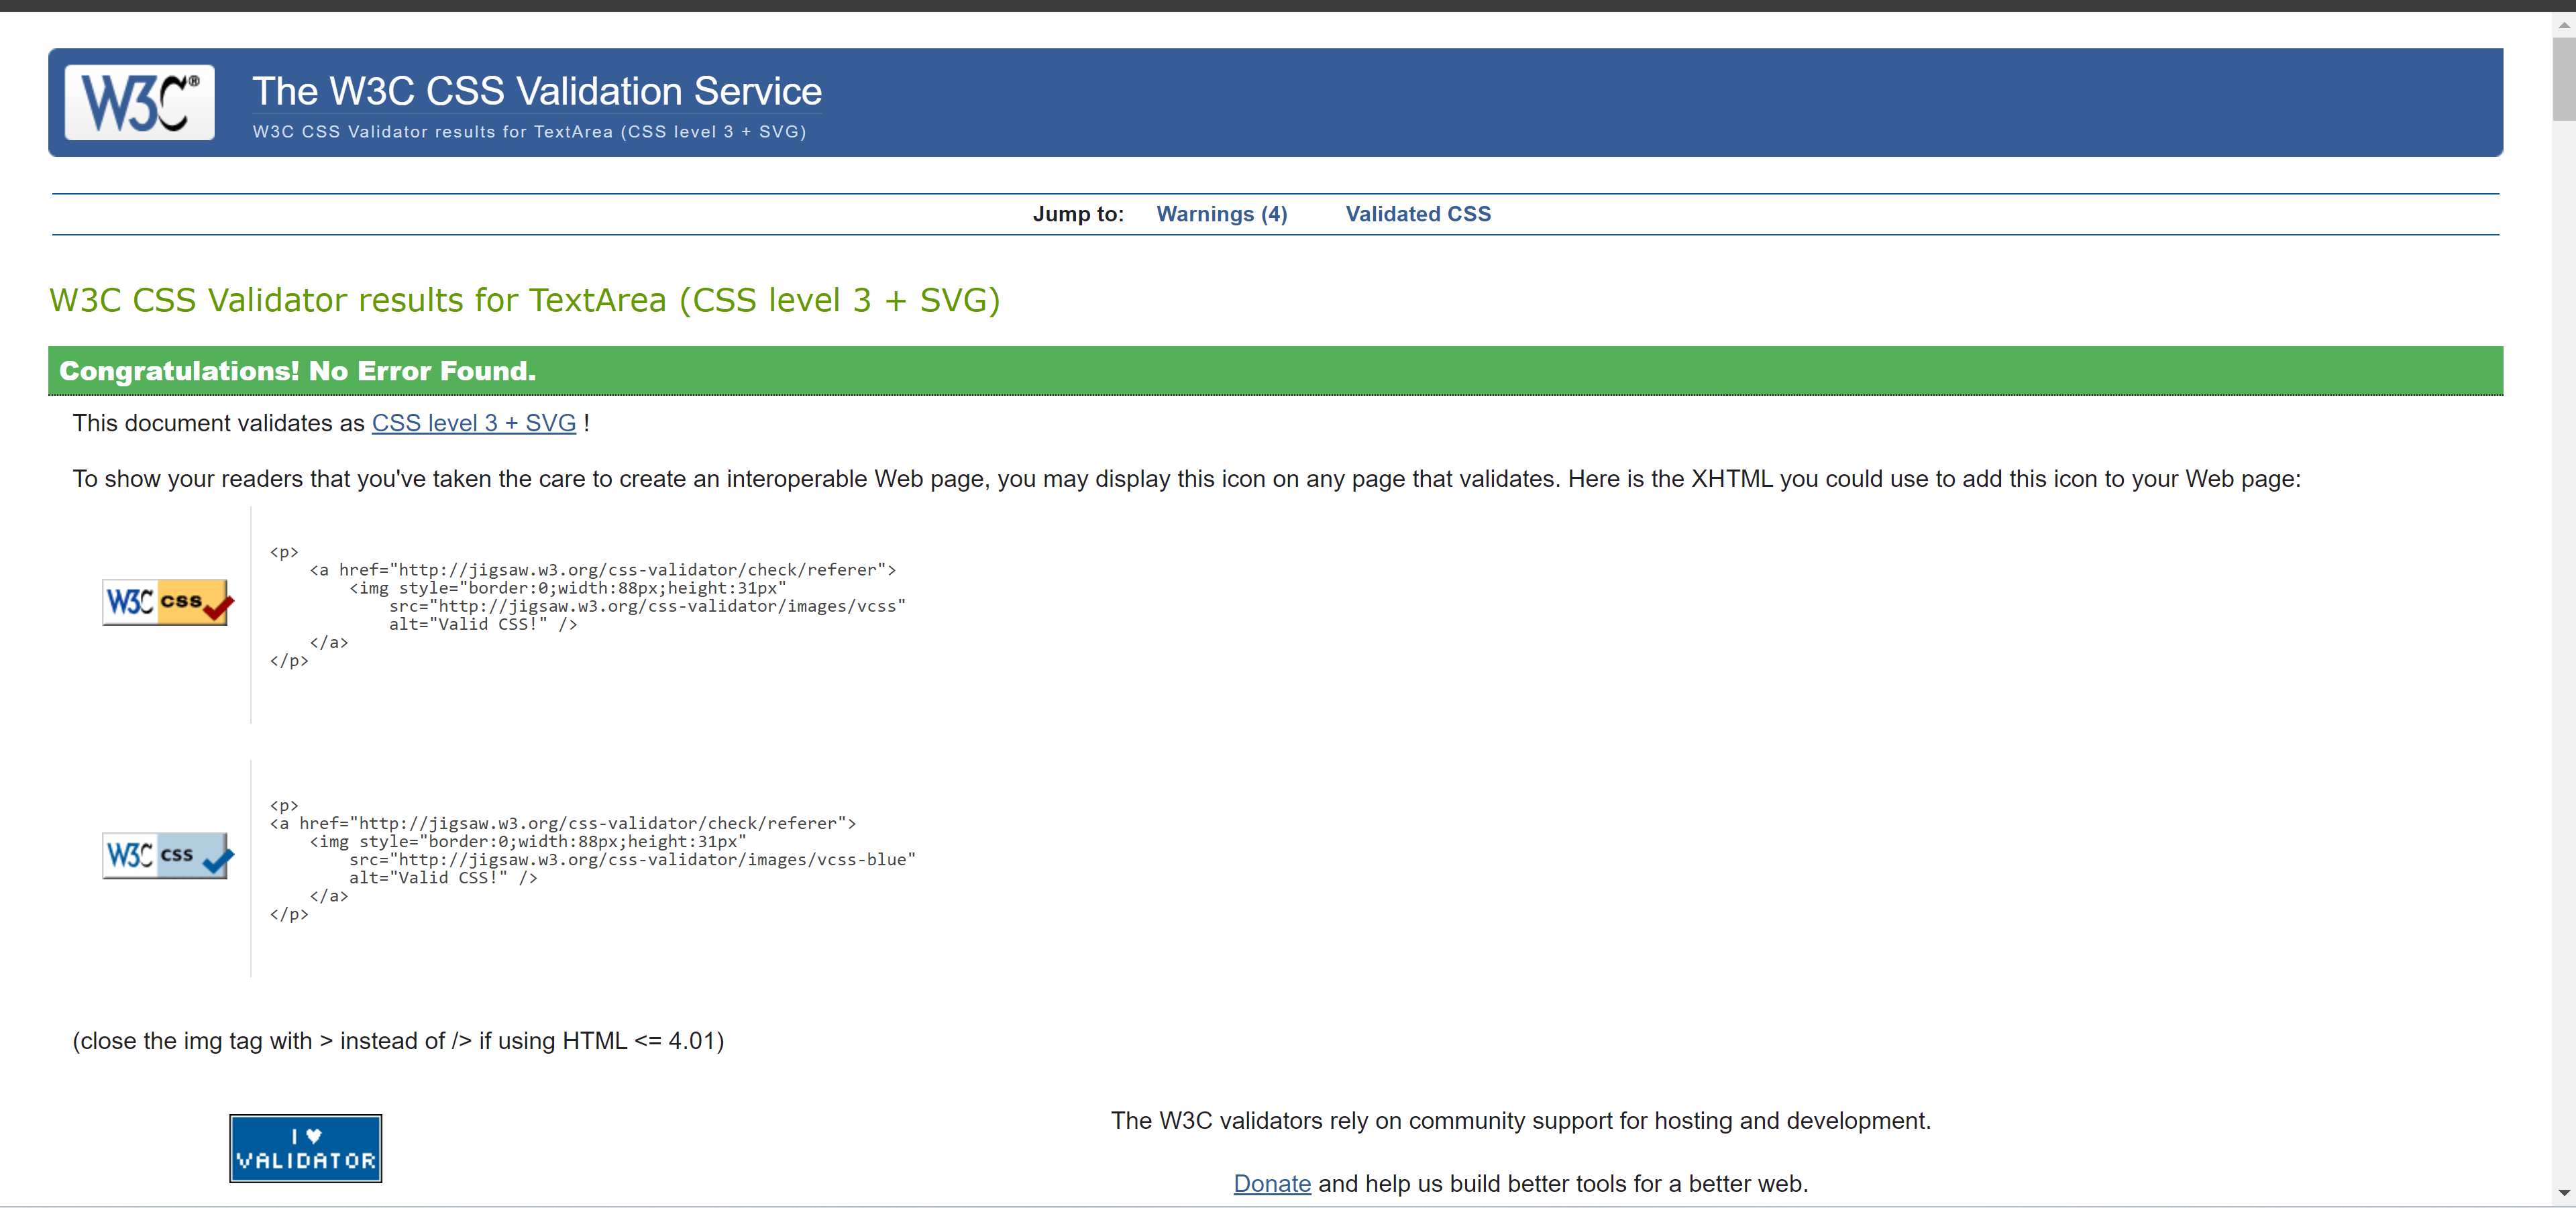 W3C®
The W3C CSS Validation Service
W3C CSS Validator results for TextArea (CSS level 3 + SVG)
Jump to: Warnings (4) Validated CSS
W3C CSS Validator results for TextArea (CSS level 3 + SVG)
Congratulations! No Error Found.
This document validates as CSS level 3 + SVG !
To show your readers that you've taken the care to create an interoperable Web page, you may display this icon on any page that validates. Here is the XHTML you could use to add this icon to your Web page:
W3C css
<p>
    <a href="http://jigsaw.w3.org/css-validator/check/referer">
        <img style="border:0;width:88px;height:31px"
            src="http://jigsaw.w3.org/css-validator/images/vcss"
            alt="Valid CSS!" />
    </a>
</p>
W3C css
<p>
<a href="http://jigsaw.w3.org/css-validator/check/referer">
    <img style="border:0;width:88px;height:31px"
        src="http://jigsaw.w3.org/css-validator/images/vcss-blue"
        alt="Valid CSS!" />
    </a>
</p>
(close the img tag with > instead of /> if using HTML <= 4.01)
I ♥
VALIDATOR
The W3C validators rely on community support for hosting and development.
Donate and help us build better tools for a better web.